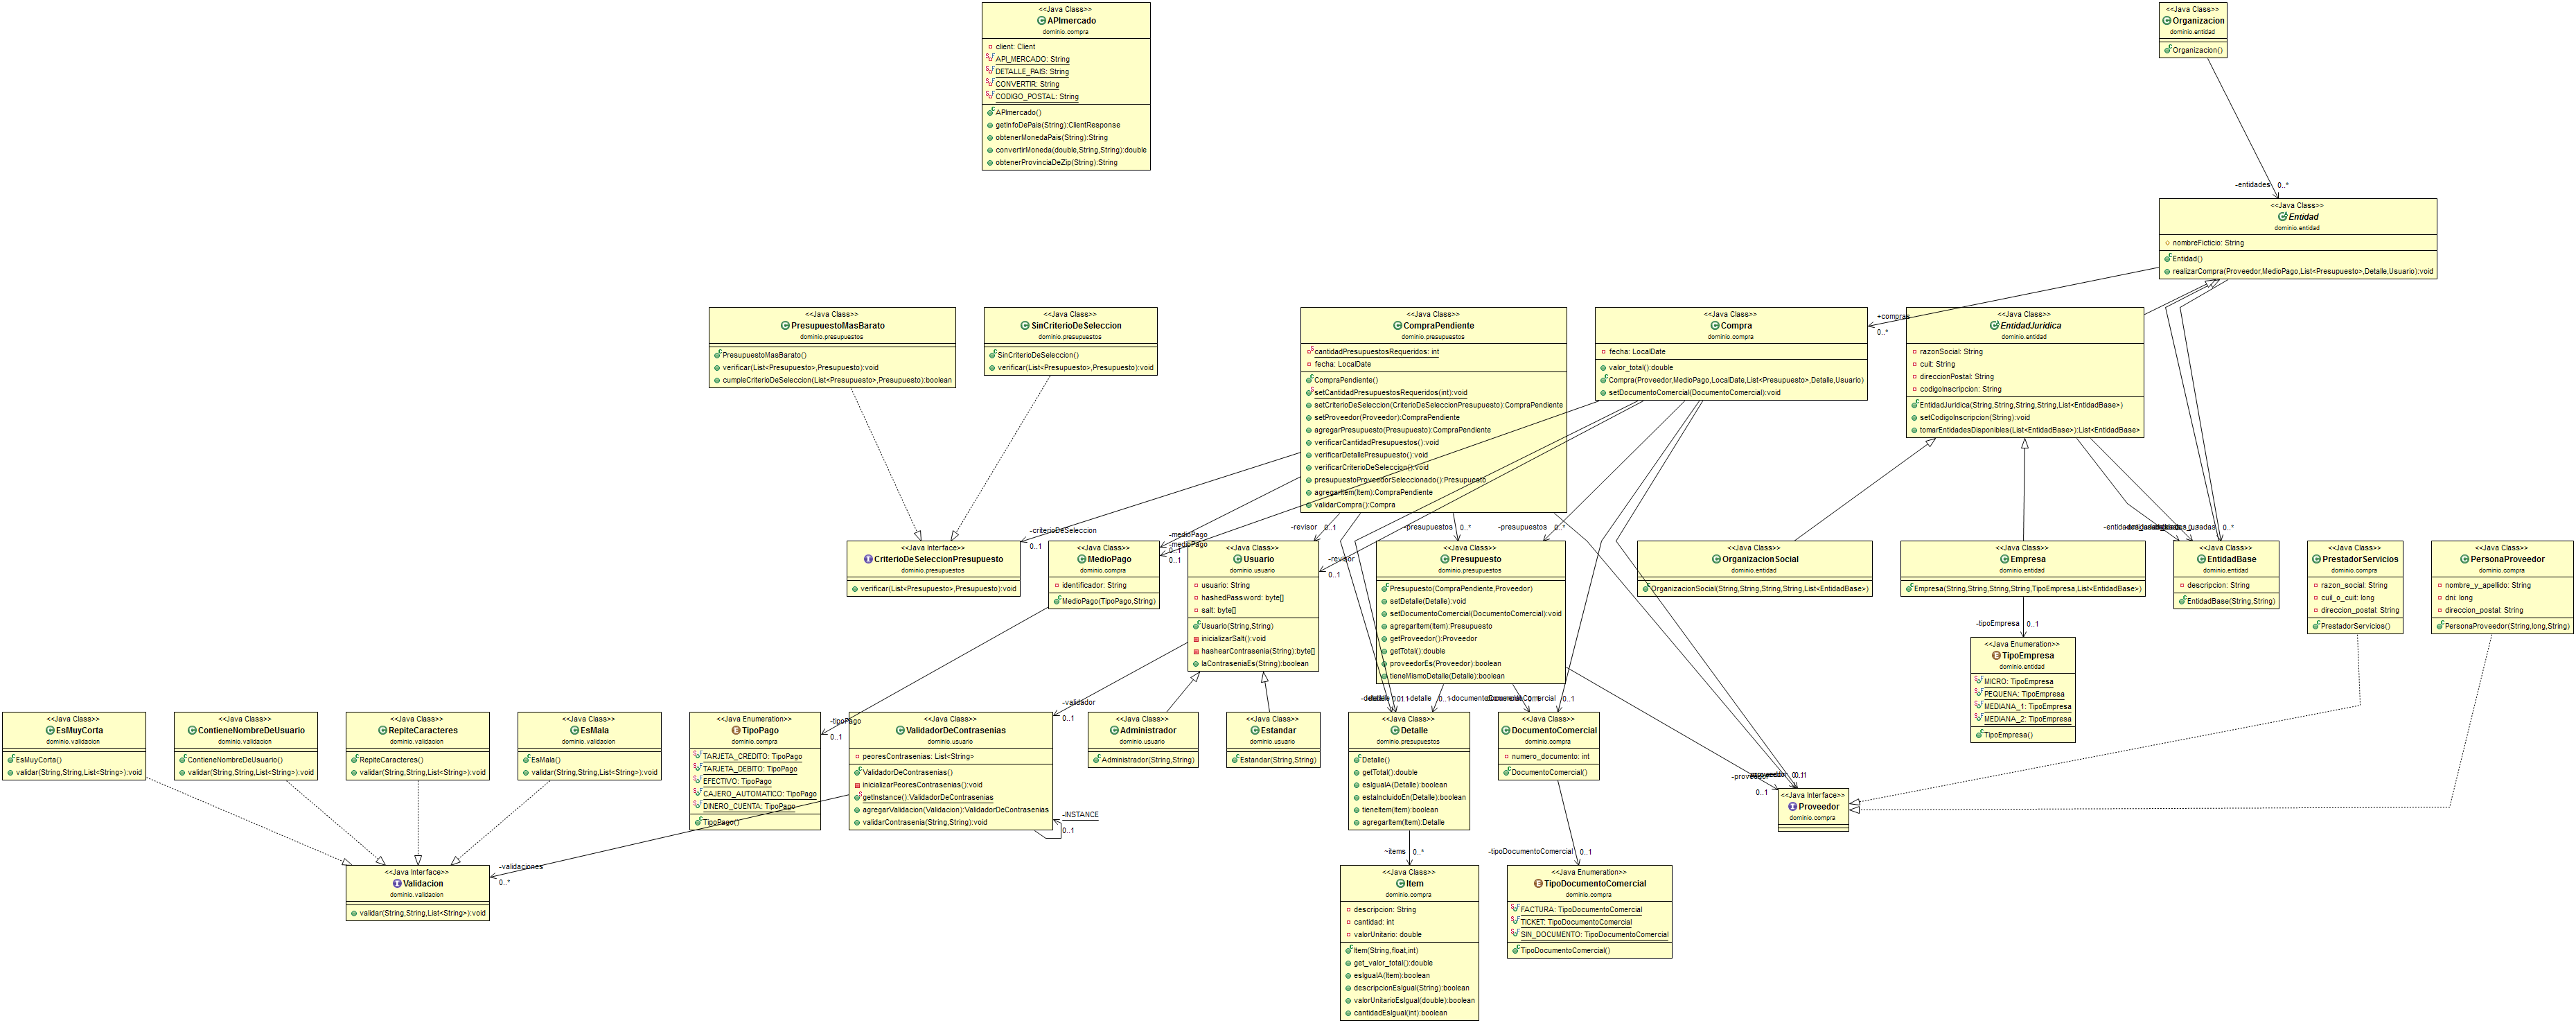 <<Java Class>>
APImercado
dominio.compra
client: Client
API_MERCADO: String
DETALLE_PAIS: String
CONVERTIR: String
CODIGO_POSTAL: String
APImercado()
getInfoDePais(String):ClientResponse
obtenerMonedaPais(String):String
convertirMoneda(double,String,String):double
obtenerProvinciaDeZip(String):String
<<Java Class>>
Organizacion
dominio.entidad
Organizacion()
-entidades 0..*
<<Java Class>>
Entidad
dominio.entidad
nombreFicticio: String
Entidad()
realizarCompra(Proveedor,MedioPago,List<Presupuesto>,Detalle,Usuario):void
<<Java Class>>
PresupuestoMasBarato
dominio.presupuestos
PresupuestoMasBarato()
verificar(List<Presupuesto>,Presupuesto):void
cumpleCriterioDeSeleccion(List<Presupuesto>,Presupuesto):boolean
<<Java Class>>
SinCriterioDeSeleccion
dominio.presupuestos
SinCriterioDeSeleccion()
verificar(List<Presupuesto>,Presupuesto):void
<<Java Class>>
CompraPendiente
dominio.presupuestos
cantidadPresupuestosRequeridos: int
fecha: LocalDate
CompraPendiente()
setCantidadPresupuestosRequeridos(int):void
setCriterioDeSeleccion(CriterioDeSeleccionPresupuesto):CompraPendiente
setProveedor(Proveedor):CompraPendiente
agregarPresupuesto(Presupuesto):CompraPendiente
verificarCantidadPresupuestos():void
verificarDetallePresupuesto():void
verificarCriterioDeSeleccion():void
presupuestoProveedorSeleccionado():Presupuesto
agregarItem(Item):CompraPendiente
validarCompra():Compra
<<Java Class>>
Compra
dominio.compra
fecha: LocalDate
valor_total():double
Compra(Proveedor,MedioPago,LocalDate,List<Presupuesto>,Detalle,Usuario)
setDocumentoComercial(DocumentoComercial):void
+compras
0..*
<<Java Class>>
EntidadJuridica
dominio.entidad
razonSocial: String
cuit: String
direccionPostal: String
codigoInscripcion: String
EntidadJuridica(String,String,String,String,List<EntidadBase>)
setCodigoInscripcion(String):void
tomarEntidadesDisponibles(List<EntidadBase>):List<EntidadBase>
-criterioDeSeleccion
0..1
-medioPago
-medioPago
0..1
0..1
-revisor 0..1
-revisor
0..1
-presupuestos 0..*
-presupuestos 0..*
0..*
<<Java Interface>>
CriterioDeSeleccionPresupuesto
dominio.presupuestos
verificar(List<Presupuesto>,Presupuesto):void
<<Java Class>>
MedioPago
dominio.compra
identificador: String
MedioPago(TipoPago,String)
<<Java Class>>
Usuario
dominio.usuario
usuario: String
hashedPassword: byte[]
salt: byte[]
Usuario(String,String)
inicializarSalt():void
hashearContrasenia(String):byte[]
laContraseniaEs(String):boolean
<<Java Class>>
Presupuesto
dominio.presupuestos
Presupuesto(CompraPendiente,Proveedor)
setDetalle(Detalle):void
setDocumentoComercial(DocumentoComercial):void
agregarItem(Item):Presupuesto
getProveedor():Proveedor
getTotal():double
proveedorEs(Proveedor):boolean
tieneMismoDetalle(Detalle):boolean
<<Java Class>>
OrganizacionSocial
dominio.entidad
OrganizacionSocial(String,String,String,String,List<EntidadBase>)
<<Java Class>>
Empresa
dominio.entidad
Empresa(String,String,String,String,TipoEmpresa,List<EntidadBase>)
<<Java Class>>
EntidadBase
dominio.entidad
descripcion: String
EntidadBase(String,String)
<<Java Class>>
PrestadorServicios
dominio.compra
razon_social: String
cuil_o_cuit: long
direccion_postal: String
PrestadorServicios()
<<Java Class>>
PersonaProveedor
dominio.compra
nombre_y_apellido: String
dni: long
direccion_postal: String
PersonaProveedor(String,long,String)
-tipoEmpresa 0..1
<<Java Enumeration>>
TipoEmpresa
dominio.entidad
MICRO: TipoEmpresa
PEQUENA: TipoEmpresa
MEDIANA_1: TipoEmpresa
MEDIANA_2: TipoEmpresa
TipoEmpresa()
-validador
0..1
-tipoPago
0..1
-detalle
0..1
<<Java Class>>
EsMuyCorta
dominio.validacion
EsMuyCorta()
validar(String,String,List<String>):void
<<Java Class>>
ContieneNombreDeUsuario
dominio.validacion
ContieneNombreDeUsuario()
validar(String,String,List<String>):void
<<Java Class>>
RepiteCaracteres
dominio.validacion
RepiteCaracteres()
validar(String,String,List<String>):void
<<Java Class>>
EsMala
dominio.validacion
EsMala()
validar(String,String,List<String>):void
<<Java Enumeration>>
TipoPago
dominio.compra
TARJETA_CREDITO: TipoPago
TARJETA_DEBITO: TipoPago
EFECTIVO: TipoPago
CAJERO_AUTOMATICO: TipoPago
DINERO_CUENTA: TipoPago
TipoPago()
<<Java Class>>
ValidadorDeContrasenias
dominio.usuario
peoresContrasenias: List<String>
ValidadorDeContrasenias()
inicializarPeoresContrasenias():void
getInstance():ValidadorDeContrasenias
agregarValidacion(Validacion):ValidadorDeContrasenias
validarContrasenia(String,String):void
-INSTANCE
0..1
<<Java Class>>
Administrador
dominio.usuario
Administrador(String,String)
<<Java Class>>
Estandar
dominio.usuario
Estandar(String,String)
<<Java Class>>
Detalle
dominio.presupuestos
Detalle()
getTotal():double
esIgualA(Detalle):boolean
estaIncluidoEn(Detalle):boolean
tieneItem(Item):boolean
agregarItem(Item):Detalle
<<Java Class>>
DocumentoComercial
dominio.compra
numero_documento: int
DocumentoComercial()
0..1
<<Java Interface>>
Proveedor
dominio.compra
-validaciones
0..*
<<Java Interface>>
Validacion
dominio.validacion
validar(String,String,List<String>):void
~items 0..*
<<Java Class>>
Item
dominio.compra
descripcion: String
cantidad: int
valorUnitario: double
Item(String,float,int)
get_valor_total():double
esIgualA(Item):boolean
descripcionEsIgual(String):boolean
valorUnitarioEsIgual(double):boolean
cantidadEsIgual(int):boolean
-tipoDocumentoComercial 0..1
<<Java Enumeration>>
TipoDocumentoComercial
dominio.compra
FACTURA: TipoDocumentoComercial
TICKET: TipoDocumentoComercial
SIN_DOCUMENTO: TipoDocumentoComercial
TipoDocumentoComercial()